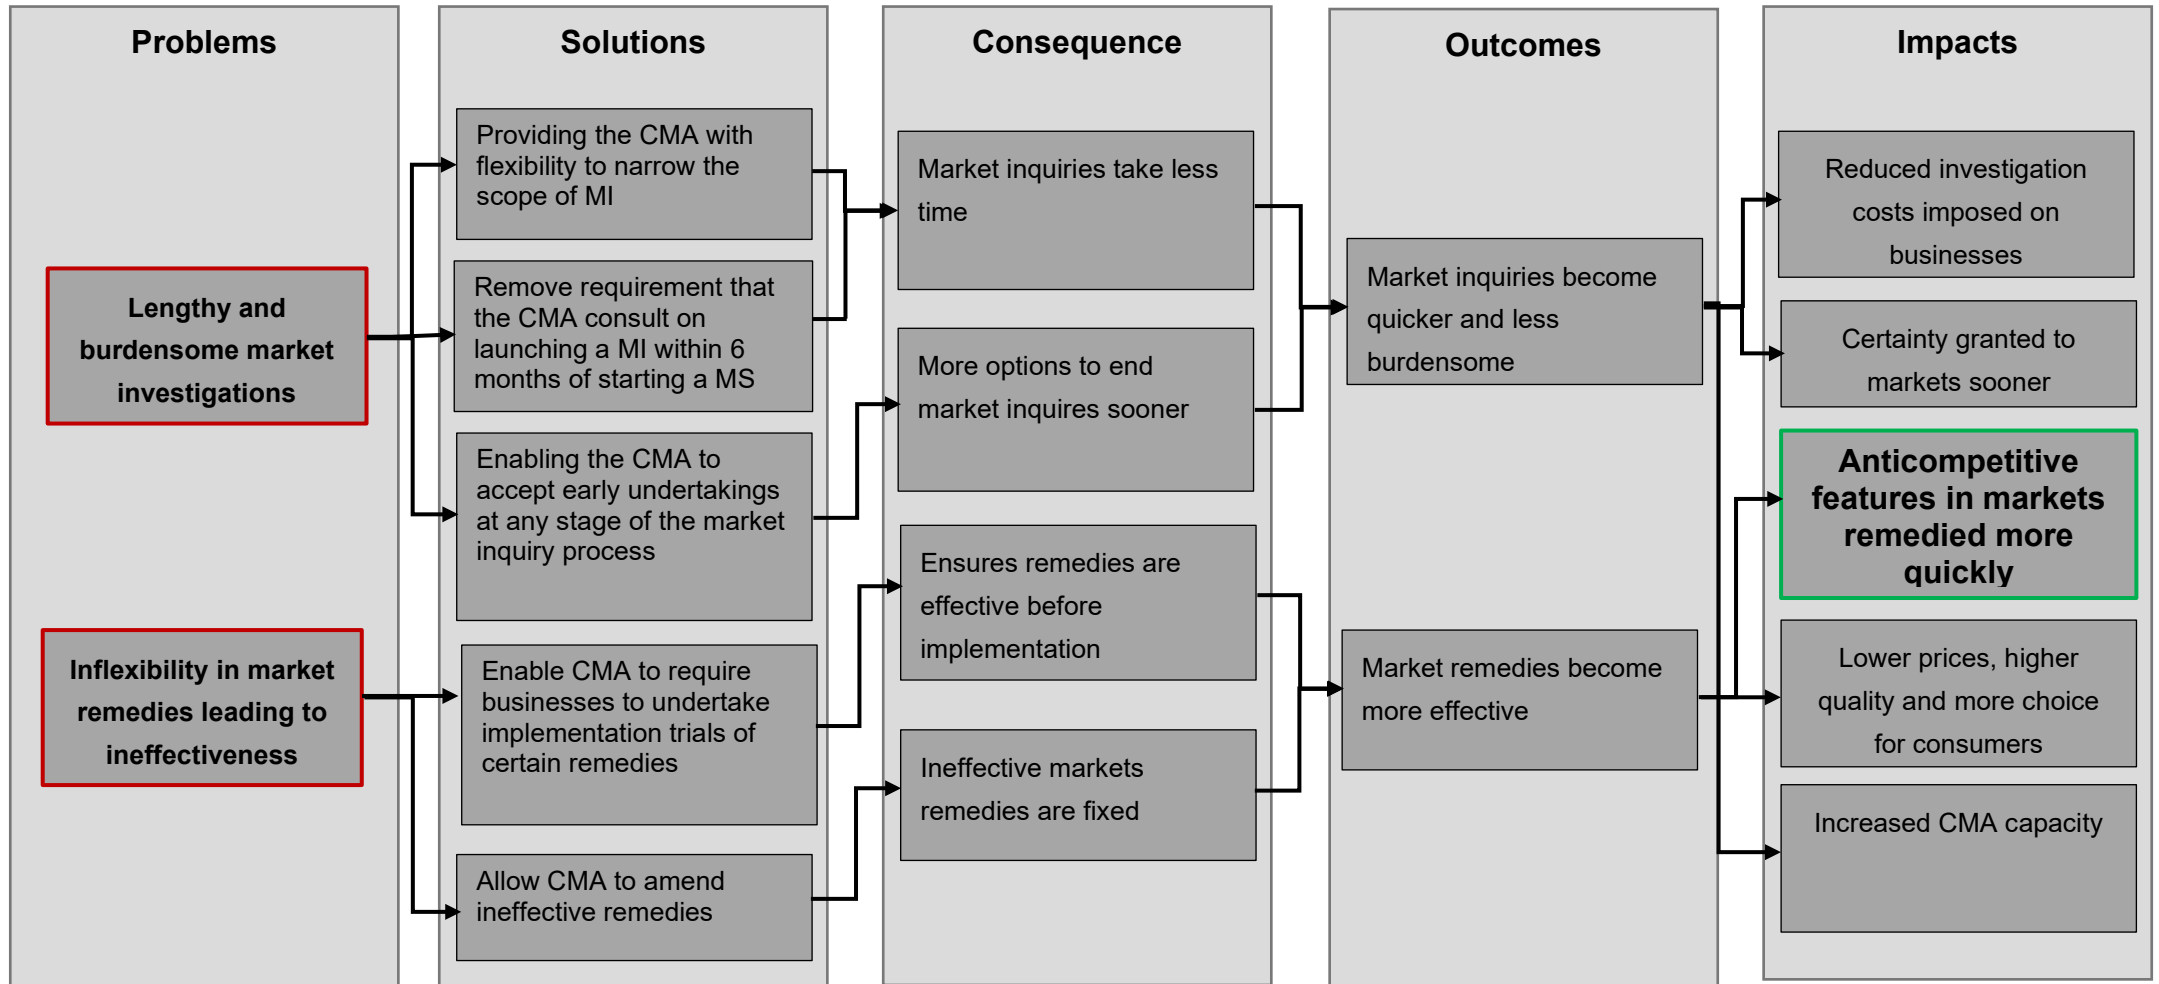 Problems
Lengthy and
burdensome market
investigations
Inflexibility in market
remedies leading to
ineffectiveness
Solutions
Providing the CMA with
flexibility to narrow the
scope of MI
Remove requirement that
the CMA consult on
launching a MI within 6
months of starting a MS
Enabling the CMA to
accept early undertakings
at any stage of the market
inquiry process
Enable CMA to require
businesses to undertake
implementation trials of
certain remedies
Allow CMA to amend
ineffective remedies
Consequence
Market inquiries take less
time
More options to end
market inquires sooner
Ensures remedies are
effective before
implementation
Ineffective markets
remedies are fixed
Outcomes
Market inquiries become
quicker and less
burdensome
Market remedies become
more effective
Impacts
Reduced investigation
costs imposed on
businesses
Certainty granted to
markets sooner
Anticompetitive
features in markets
remedied more
quickly
Lower prices, higher
quality and more choice
for consumers
Increased CMA capacity